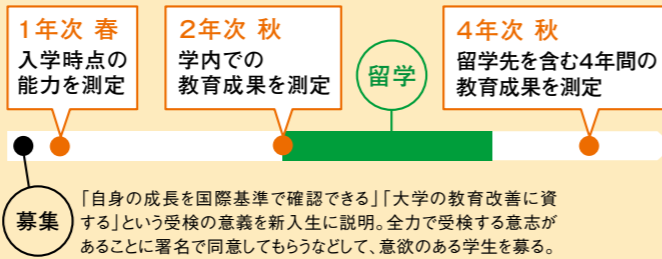 1年次 春
入学時点の
能力を測定
2年次 秋
学内での
教育成果を測定
留学
4年次 秋
留学先を含む4年間の
教育成果を測定
募集
「自身の成長を国際基準で確認できる」「大学の教育改善に資
する」という受検の意義を新入生に説明。全力で受検する意志が
あることに署名で同意してもらうなどして、意欲のある学生を募る。